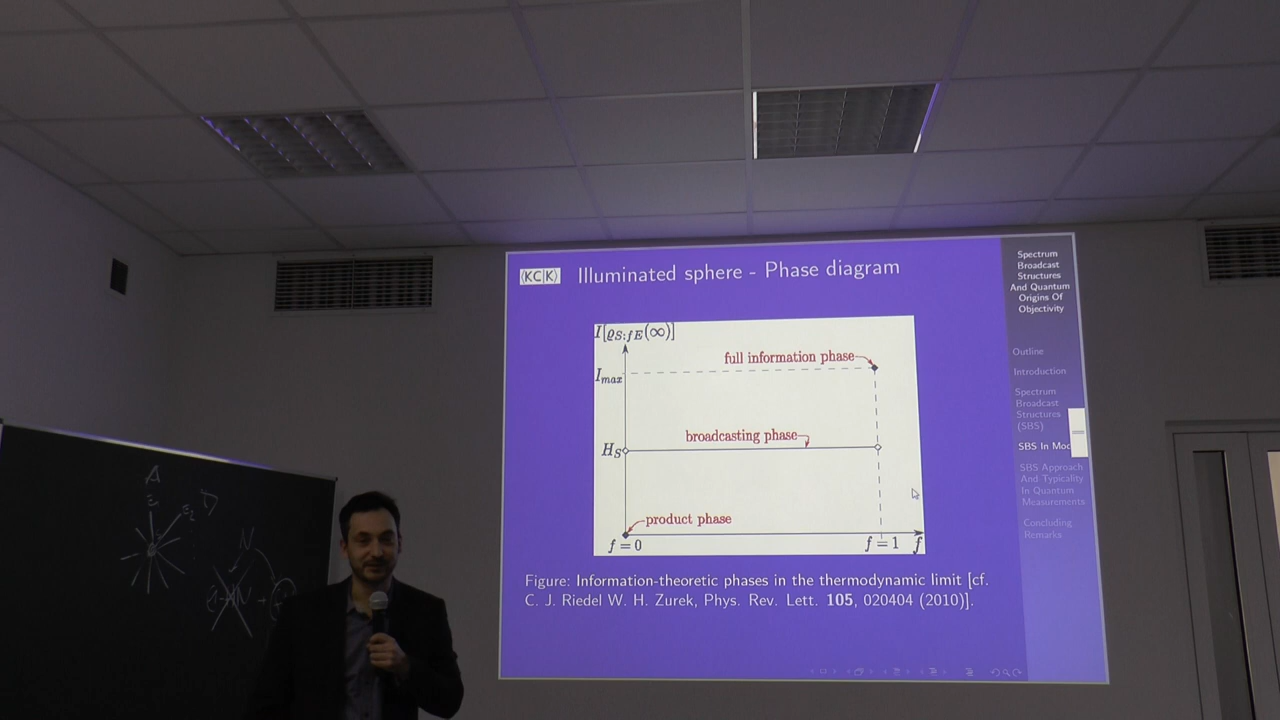 ⟨KC|K⟩ Illuminated sphere - Phase diagram
I[ϱS:fE(∞)]
full information phase
Imax
broadcasting phase
HS
product phase
f = 0
f = 1
f
Figure: Information-theoretic phases in the thermodynamic limit [cf.
C. J. Riedel W. H. Zurek, Phys. Rev. Lett. 105, 020404 (2010)].
Spectrum
Broadcast
Structures
And Quantum
Origins Of
Objectivity
Outline
Introduction
Spectrum
Broadcast
Structures
(SBS)
SBS In Mod
SBS Approach
And Typicality
In Quantum
Measurements
Concluding
Remarks
A
E1
E2
N